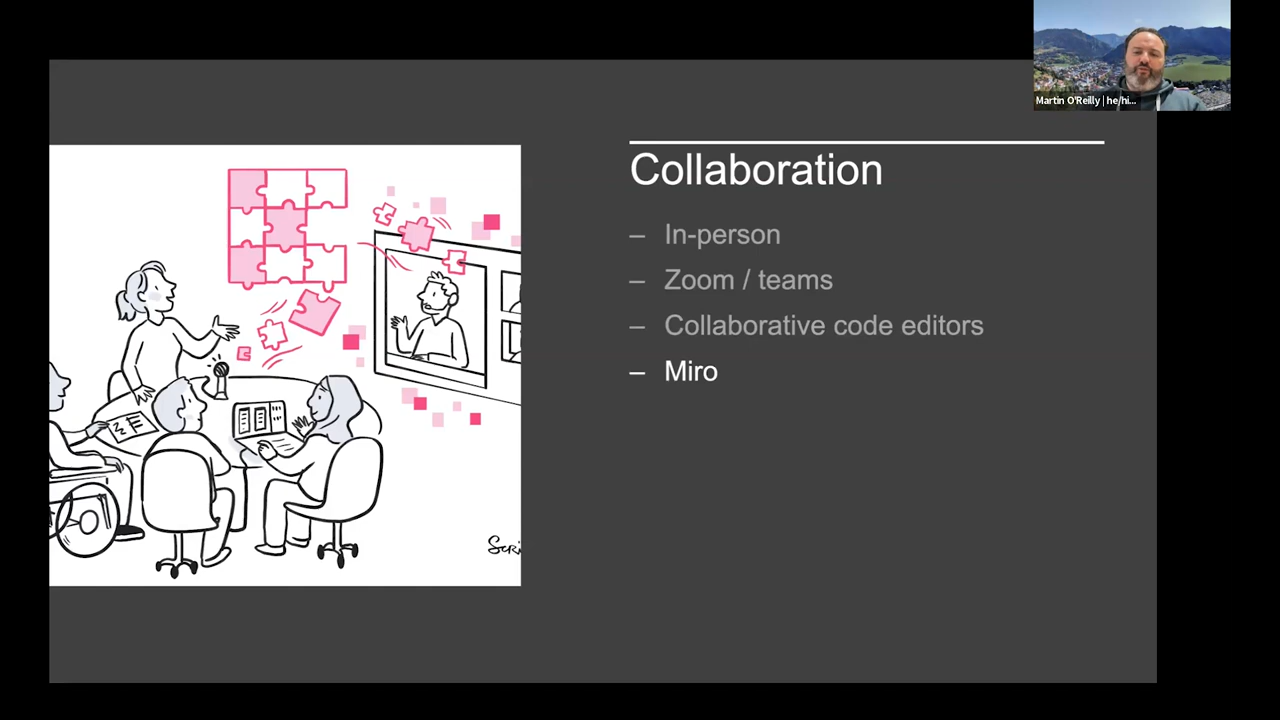 Martin O'Reilly | he/hi...
Collaboration
– In-person
– Zoom / teams
– Collaborative code editors
– Miro